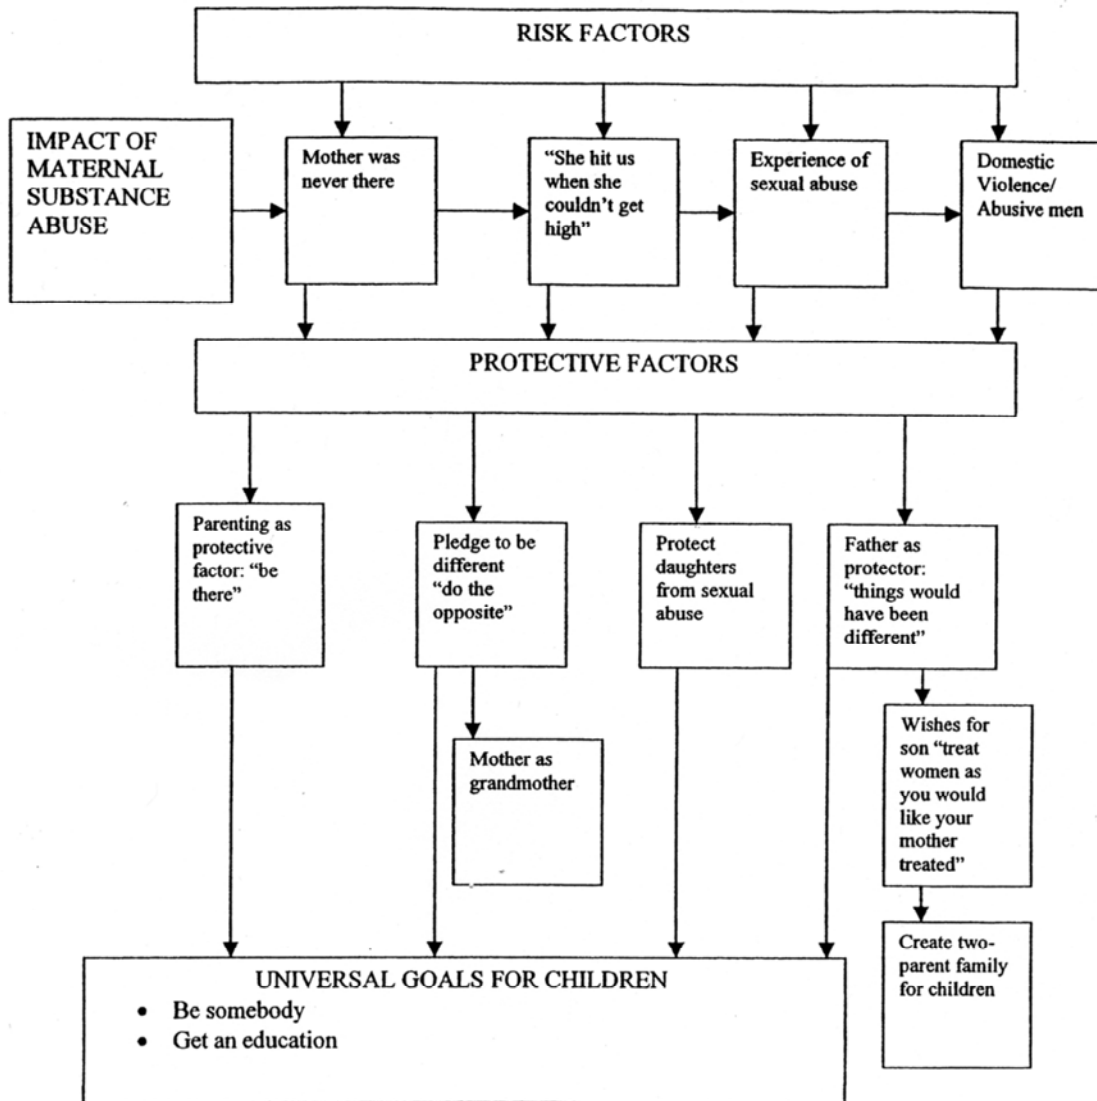 RISK FACTORS
IMPACT OF
MATERNAL
SUBSTANCE
ABUSE
Mother was
never there
“She hit us
when she
couldn’t get
high”
Experience of
sexual abuse
Domestic
Violence/
Abusive men
PROTECTIVE FACTORS
Parenting as
protective
factor: “be
there”
Pledge to be
different
“do the
opposite”
Protect
daughters
from sexual
abuse
Father as
protector:
“things would
have been
different”
Mother as
grandmother
Wishes for
son “treat
women as
you would
like your
mother
treated”
Create two-
parent family
for children
UNIVERSAL GOALS FOR CHILDREN
• Be somebody
• Get an education